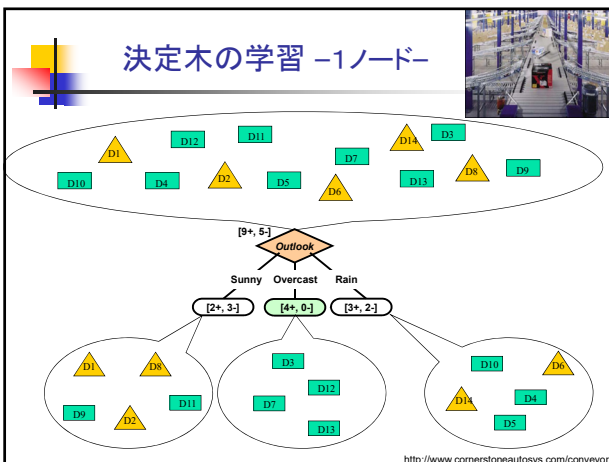 決定木の学習 –1ノード–
D12 D11 D14 D3
D1 D7
D10 D4 D2 D5 D6 D13 D8 D9
[9+, 5-]
Outlook
Sunny Overcast Rain
[2+, 3-] [4+, 0-] [3+, 2-]
D1 D8
D9 D2 D11
D3
D12
D7
D13
D10 D6
D14 D4
D5
http://www.cornerstoneautosys.com/conveyor